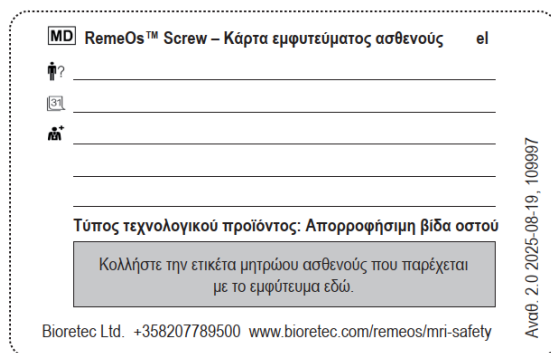 MD RemeOs™ Screw – Κάρτα εμφυτεύματος ασθενούς el
?
31
Τύπος τεχνολογικού προϊόντος: Απορροφήσιμη βίδα οστού
Κολλήστε την ετικέτα μητρώου ασθενούς που παρέχεται
με το εμφύτευμα εδώ.
Bioretec Ltd. +358207789500 www.bioretec.com/remeos/mri-safety
Αναθ. 2.0 2025-08-19, 109997